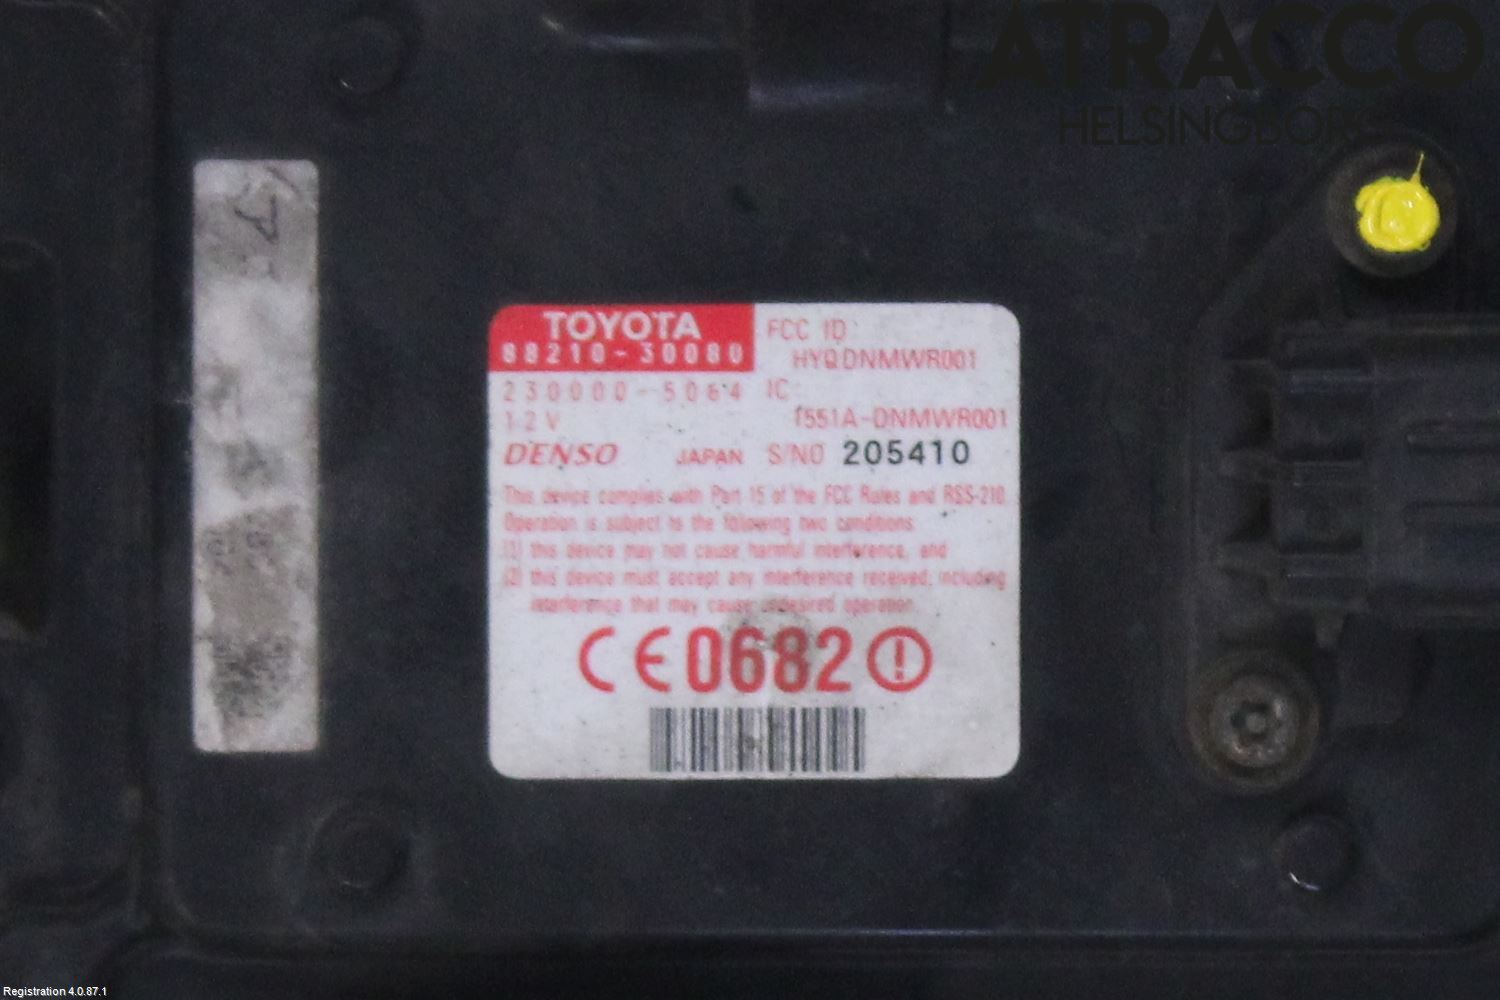 ATRACCO
HELSINGBORG
TOYOTA
88210-30080
FCC ID:
HYQDNMWR001
230000-5064
IC:
12V
1551A-DNMWR001
DENSO JAPAN S/NO 205410
This device complies with Part 15 of the FCC Rules and RSS-210.
Operation is subject to the following two conditions:
(1) this device may not cause harmful interference, and
(2) this device must accept any interference received, including
interference that may cause undesired operation.
CE0682
Registration 4.0.87.1